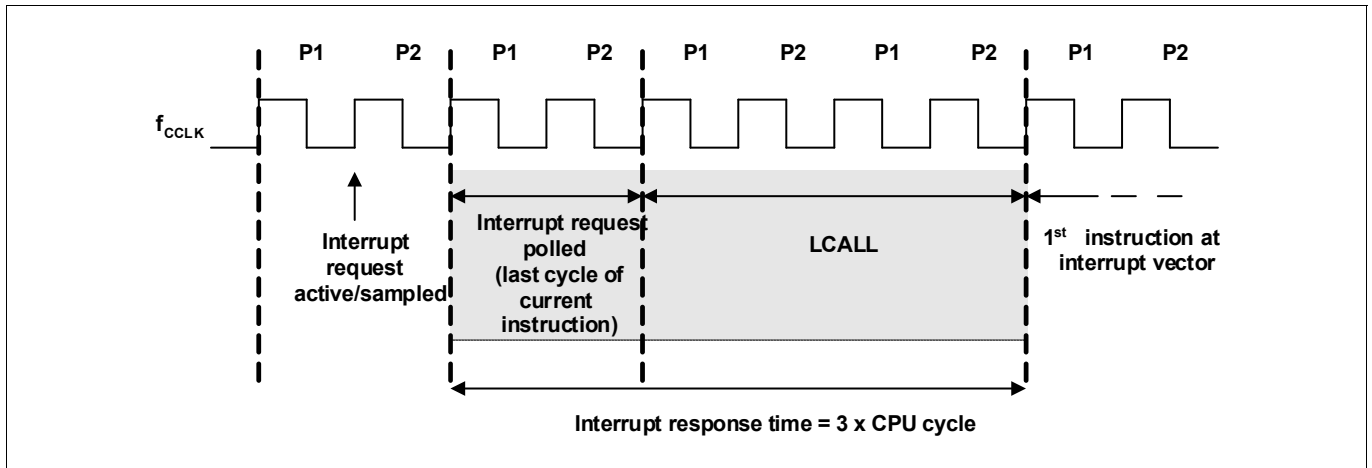 P1 P2 P1 P2 P1 P2 P1 P2 P1 P2
fCCLK
Interrupt
request
active/sampled
Interrupt request
polled
(last cycle of
current
instruction)
LCALL
1st instruction at
interrupt vector
Interrupt response time = 3 x CPU cycle